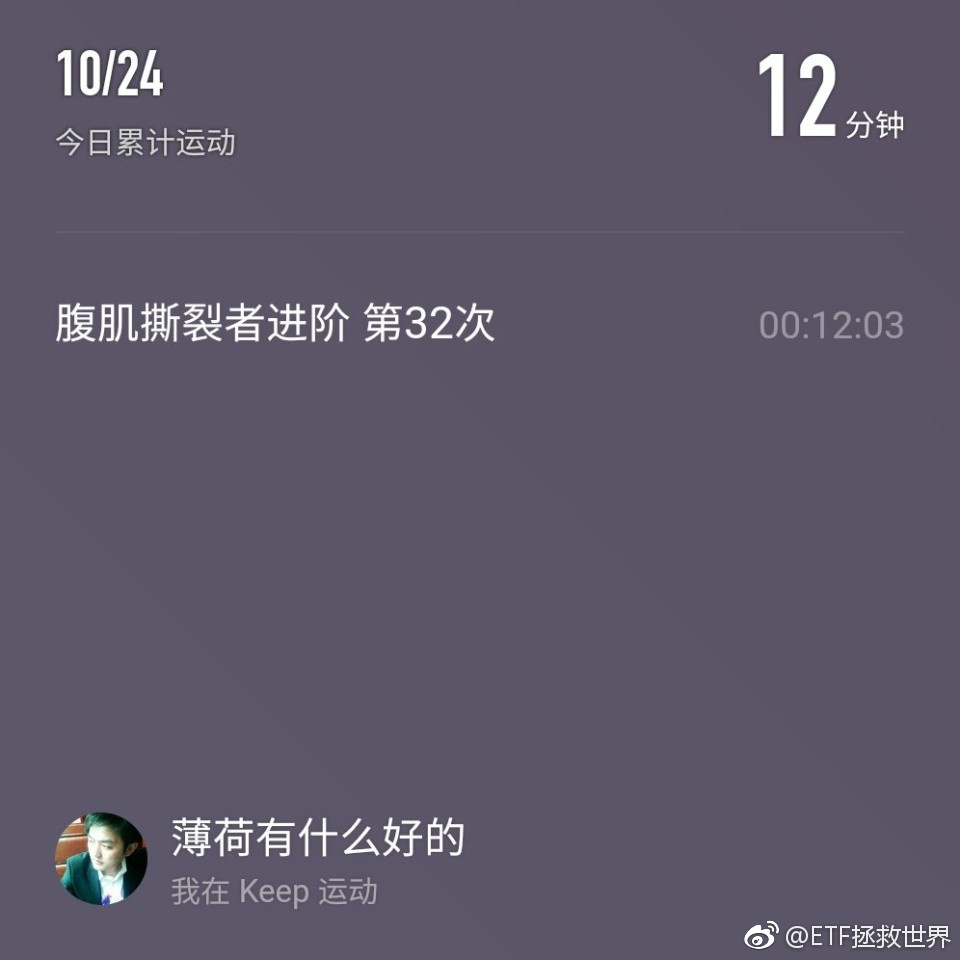 10/24
12分钟
今日累计运动
腹肌撕裂者进阶 第32次
00:12:03
薄荷有什么好的
我在 Keep 运动
@ETF拯救世界